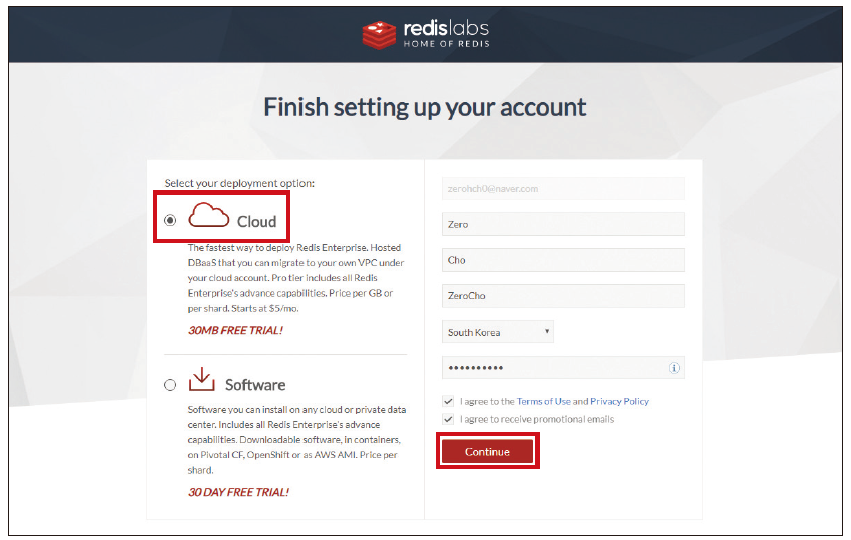 redislabs
HOME OF REDIS
Finish setting up your account
Select your deployment option:
Cloud
The fastest way to deploy Redis Enterprise. Hosted
DBaaS that you can migrate to your own VPC under
your cloud account. Pro tier includes all Redis
Enterprise's advance capabilities. Price per GB or
per shard. Starts at $5/mo.
30MB FREE TRIAL!
Software
Software you can install on any cloud or private data
center. Includes all Redis Enterprise's advance
capabilities. Downloadable software, in containers,
on Pivotal CF, OpenShift or as AWS AMI. Price per
shard.
30 DAY FREE TRIAL!
zerohch0@naver.com
Zero
Cho
ZeroCho
South Korea
••••••••••
I agree to the Terms of Use and Privacy Policy
I agree to receive promotional emails
Continue